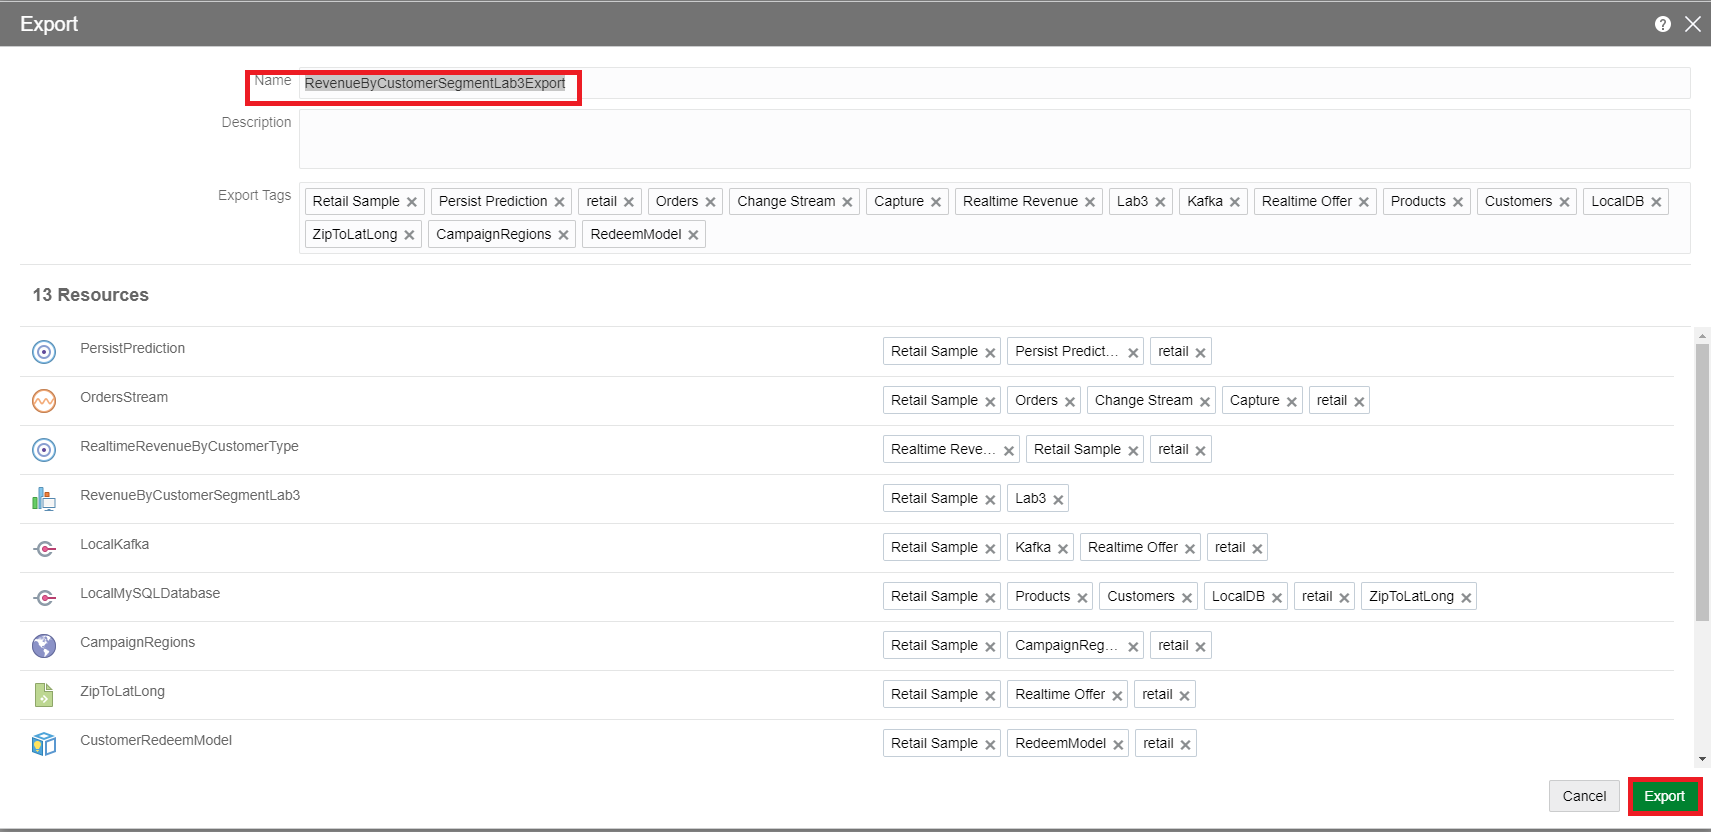 Export
Name RevenueByCustomerSegmentLab3Export
Description
Export Tags Retail Sample Persist Prediction retail Orders Change Stream Capture Realtime Revenue Lab3 Kafka Realtime Offer Products Customers LocalDB
ZipToLatLong CampaignRegions RedeemModel
13 Resources
PersistPrediction Retail Sample Persist Predict... retail
OrdersStream Retail Sample Orders Change Stream Capture retail
RealtimeRevenueByCustomerType Realtime Reve... Retail Sample retail
RevenueByCustomerSegmentLab3 Retail Sample Lab3
LocalKafka Retail Sample Kafka Realtime Offer retail
LocalMySQLDatabase Retail Sample Products Customers LocalDB retail ZipToLatLong
CampaignRegions Retail Sample CampaignReg... retail
ZipToLatLong Retail Sample Realtime Offer retail
CustomerRedeemModel Retail Sample RedeemModel retail
Cancel Export